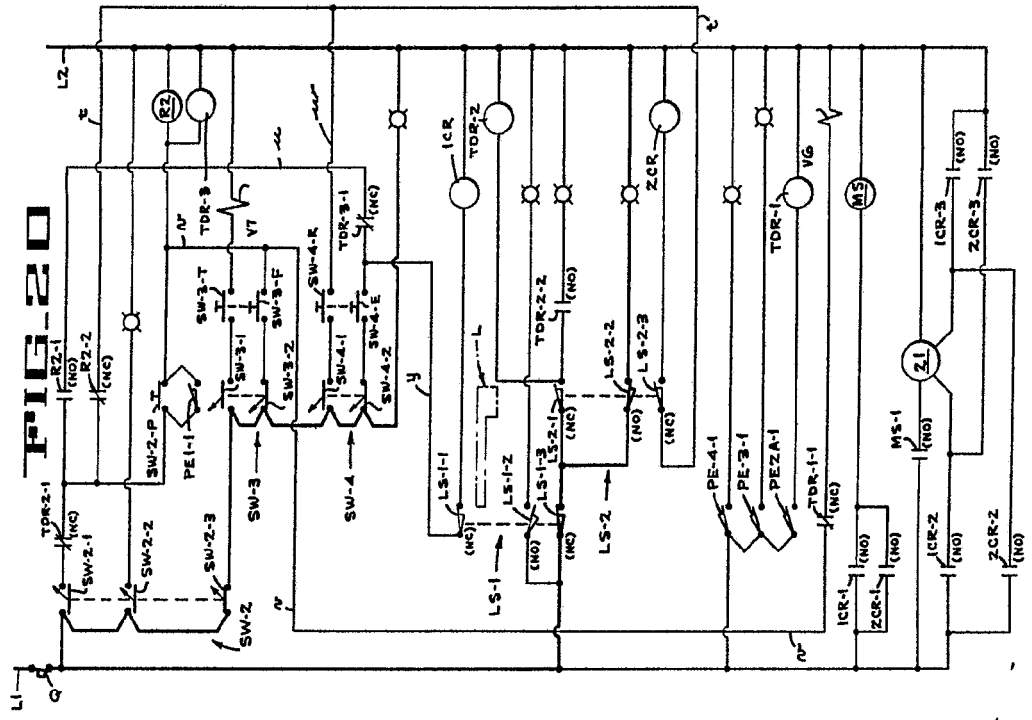 FIG_20
L1
Q
L2
t
t
TDR-2-1
(NC)
R2-1
(NO)
R2-2
(NC)
R2
TDR-3
SW-2-1
SW-2-2
SW-2-3
SW-2
SW-2-P
PE1-1
SW-3-T
SW-3-F
SW-3-1
SW-3-2
SW-3
V7
SW-4-R
SW-4-E
SW-4-1
SW-4-2
SW-4
TDR-3-1
(NC)
u
w
v
v
v
y
L
1CR
TDR-2
LS-1-1
(NC)
LS-1-2
(NO)
LS-1-3
(NC)
LS-1
LS-2-1
(NC)
TDR-2-2
(NO)
LS-2-2
(NO)
LS-2-3
(NC)
LS-2
2CR
PE-4-1
PE-3-1
PE2A-1
TDR-1
VG
TDR-1-1
(NC)
MS
1CR-1
(NO)
2CR-1
(NO)
MS-1
(NO)
21
1CR-2
(NO)
2CR-2
(NO)
1CR-3
(NO)
2CR-3
(NO)